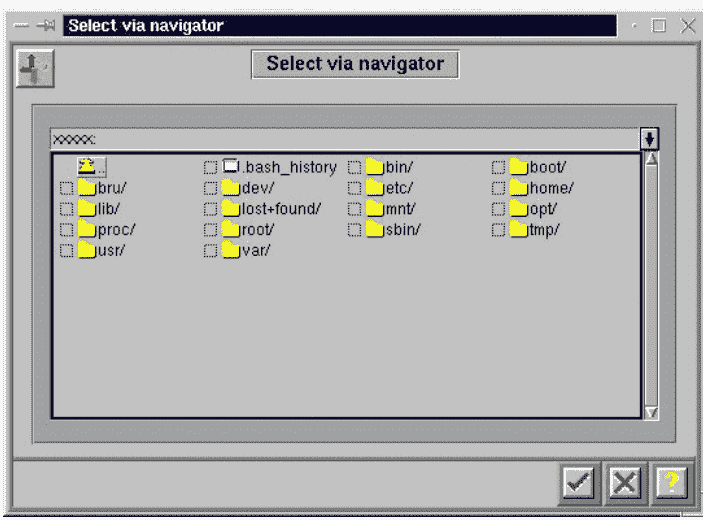 Select via navigator
Select via navigator
xxxxx:
.. .bash_history bin/ boot/
bru/ dev/ etc/ home/
lib/ lost+found/ mnt/ opt/
proc/ root/ sbin/ tmp/
usr/ var/
?